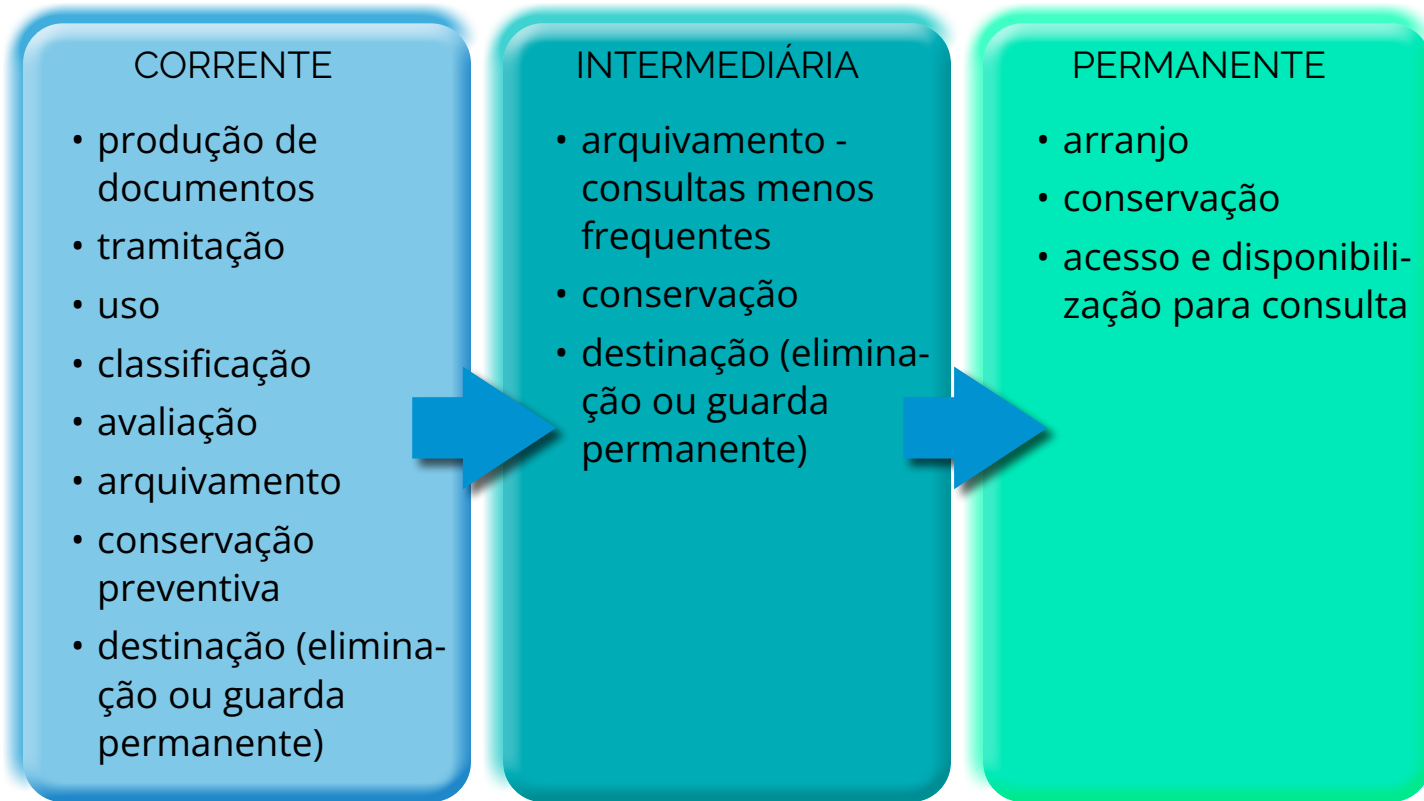 CORRENTE
• produção de
documentos
• tramitação
• uso
• classificação
• avaliação
• arquivamento
• conservação
preventiva
• destinação (elimina-
ção ou guarda
permanente)
INTERMEDIÁRIA
• arquivamento -
consultas menos
frequentes
• conservação
• destinação (elimina-
ção ou guarda
permanente)
PERMANENTE
• arranjo
• conservação
• acesso e disponibili-
zação para consulta